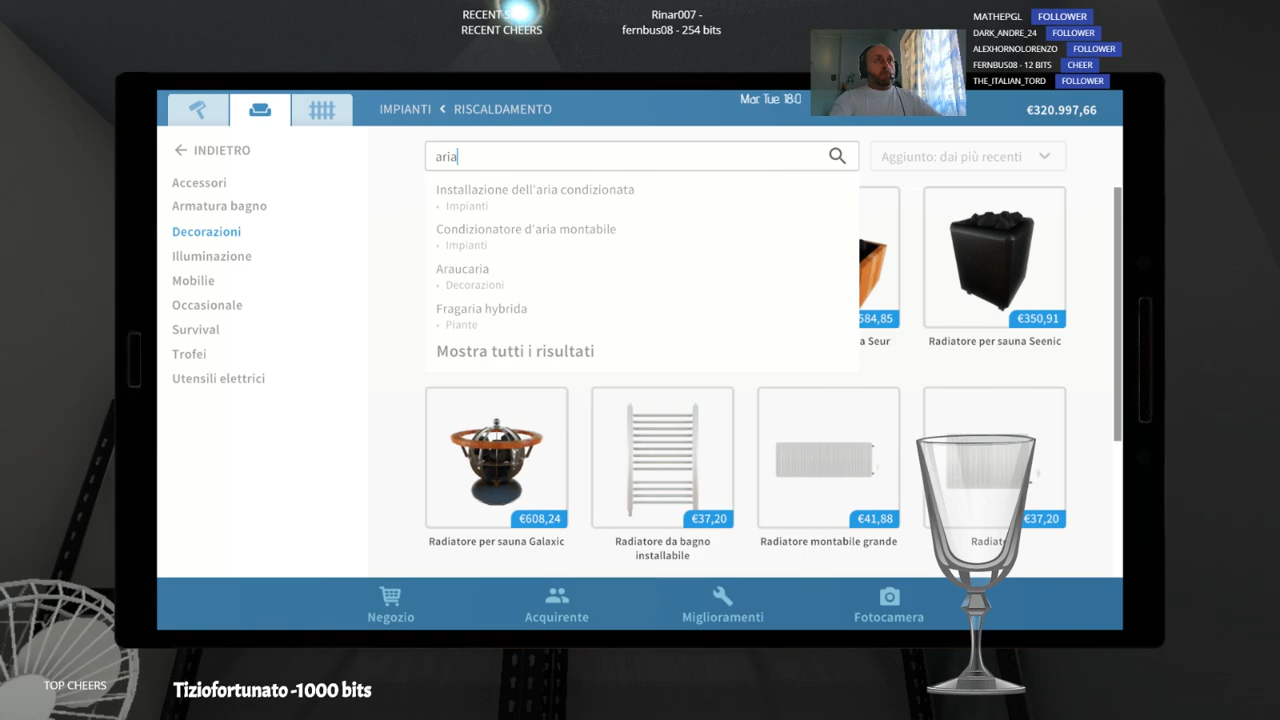 RECENT S
RECENT CHEERS
Rinar007 -
fernbus08 - 254 bits
MATHEPGL FOLLOWER
DARK_ANDRE_24 FOLLOWER
ALEXHORNOLORENZO FOLLOWER
FERNBUS08 - 12 BITS CHEER
THE_ITALIAN_TORD FOLLOWER
IMPIANTI < RISCALDAMENTO
Mar Tue 18:0
€320.997,66
INDIETRO
Accessori
Armatura bagno
Decorazioni
Illuminazione
Mobilie
Occasionale
Survival
Trofei
Utensili elettrici
aria
Aggiunto: dai più recenti
Installazione dell'aria condizionata
• Impianti
Condizionatore d'aria montabile
• Impianti
Araucaria
• Decorazioni
Fragaria hybrida
• Piante
Mostra tutti i risultati
584,85
a Seur
€350,91
Radiatore per sauna Seenic
€608,24
Radiatore per sauna Galaxic
€37,20
Radiatore da bagno
installabile
€41,88
Radiatore montabile grande
€37,20
Radiato
Negozio
Acquirente
Miglioramenti
Fotocamera
TOP CHEERS
Tiziofortunato -1000 bits